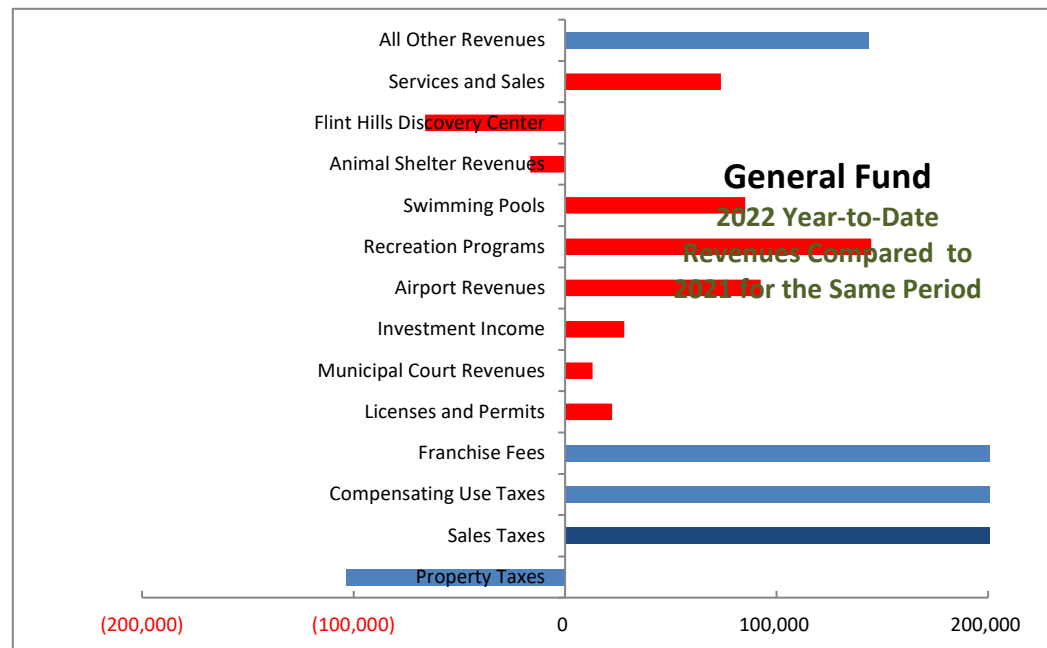 All Other Revenues
Services and Sales
Flint Hills Discovery Center
Animal Shelter Revenues
Swimming Pools
Recreation Programs
Airport Revenues
Investment Income
Municipal Court Revenues
Licenses and Permits
Franchise Fees
Compensating Use Taxes
Sales Taxes
Property Taxes
General Fund
2022 Year-to-Date
Revenues Compared to
2021 for the Same Period
(200,000) (100,000) 0 100,000 200,000